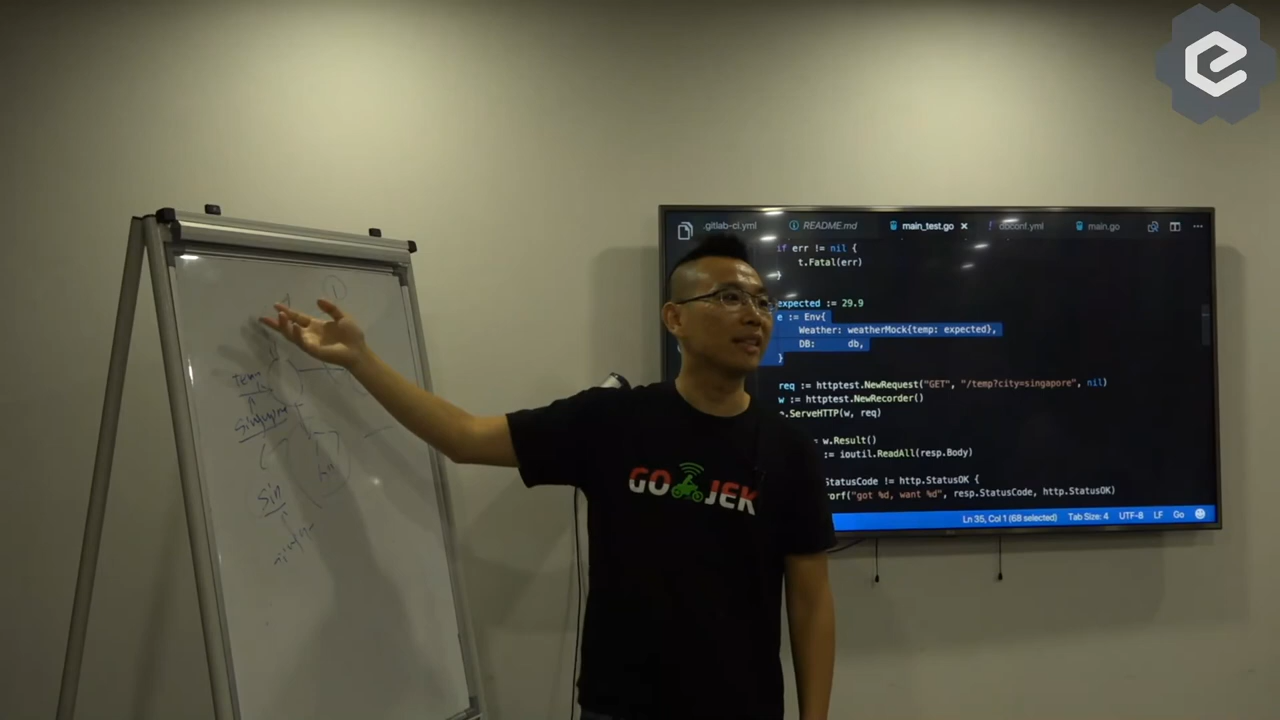 .gitlab-ci.yml README.md main_test.go × dbconf.yml main.go ...
if err != nil {
t.Fatal(err)
}
expected := 29.9
e := Env{
Weather: weatherMock{temp: expected},
DB: db,
}
req := httptest.NewRequest("GET", "/temp?city=singapore", nil)
w := httptest.NewRecorder()
e.ServeHTTP(w, req)
w.Result()
:= ioutil.ReadAll(resp.Body)
StatusCode != http.StatusOK {
rorf("got %d, want %d", resp.StatusCode, http.StatusOK)
Ln 35, Col 1 (68 selected) Tab Size: 4 UTF-8 LF Go
GO JEK
1
Temp
singapore
sin